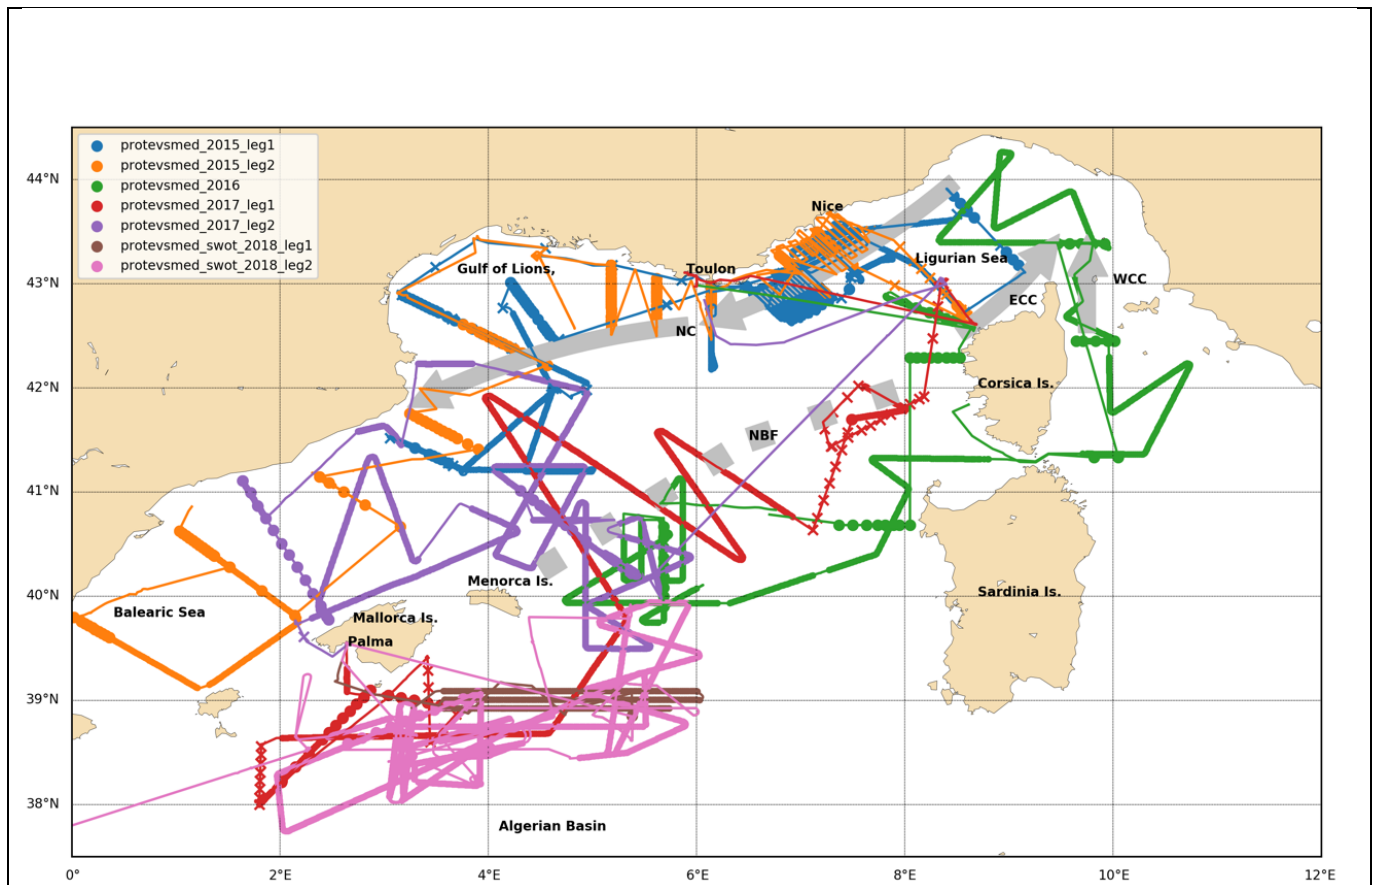 protevsmed_2015_leg1
protevsmed_2015_leg2
protevsmed_2016
protevsmed_2017_leg1
protevsmed_2017_leg2
protevsmed_swot_2018_leg1
protevsmed_swot_2018_leg2
44°N
43°N
42°N
41°N
40°N
39°N
38°N
Nice
Gulf of Lions,
Toulon
Ligurian Sea
WCC
ECC
NC
Corsica Is.
NBF
Menorca Is.
Sardinia Is.
Balearic Sea
Mallorca Is.
Palma
Algerian Basin
0°
2°E
4°E
6°E
8°E
10°E
12°E